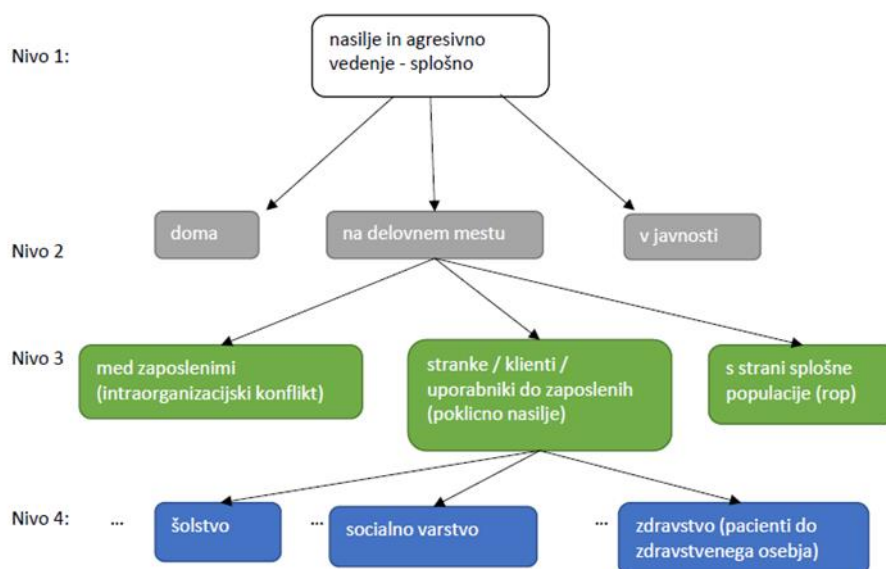 Nivo 1:
nasilje in agresivno
vedenje - splošno
Nivo 2
doma
na delovnem mestu
v javnosti
Nivo 3
med zaposlenimi
(intraorganizacijski konflikt)
stranke / klienti /
uporabniki do zaposlenih
(poklicno nasilje)
s strani splošne
populacije (rop)
Nivo 4:
...
šolstvo
...
socialno varstvo
...
zdravstvo (pacienti do
zdravstvenega osebja)